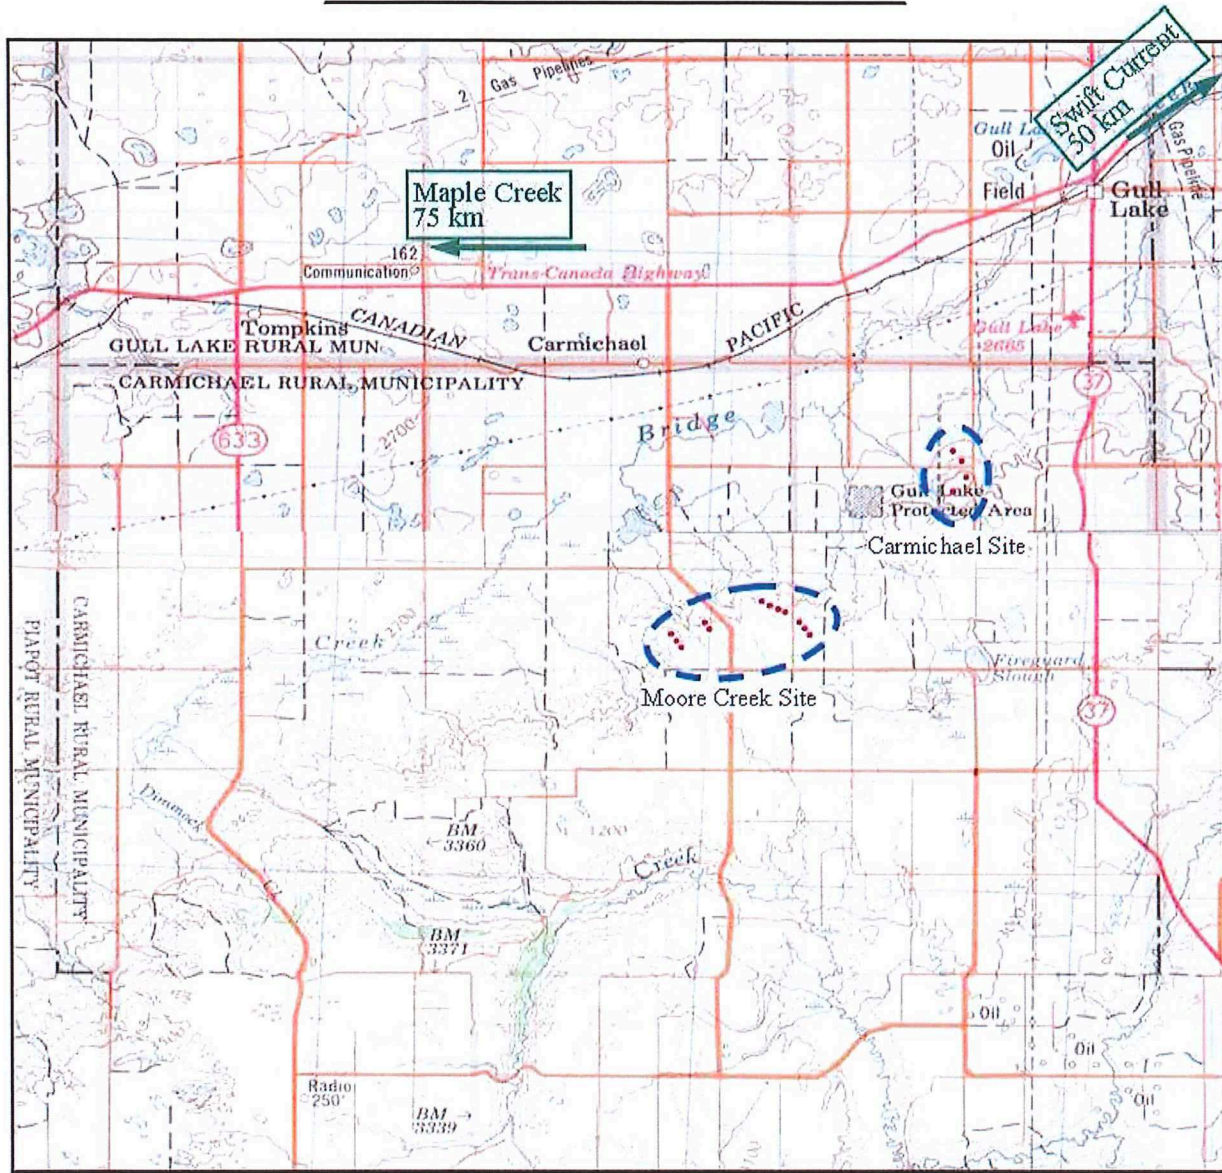 2 Gas Pipelines
Swift Current
50 km
Creek
Gas Pipeline
Gull Lake
Oil
Field
Gull
Lake
Maple Creek
75 km
162
Communication
Trans-Canada Highway
Tompkins
CANADIAN
PACIFIC
Carmichael
Gull Lake
2665
GULL LAKE RURAL MUN
CARMICHAEL RURAL MUNICIPALITY
37
633
2700
Bridge
Gull Lake
Protected Area
Carmichael Site
Creek
2700
CARMICHAEL RURAL MUNICIPALITY
PIAPOT RURAL MUNICIPALITY
Fireguard
Slough
Moore Creek Site
37
BM
3360
Creek
BM
3371
Oil
Oil
Oil
Radio
250'
BM
3339